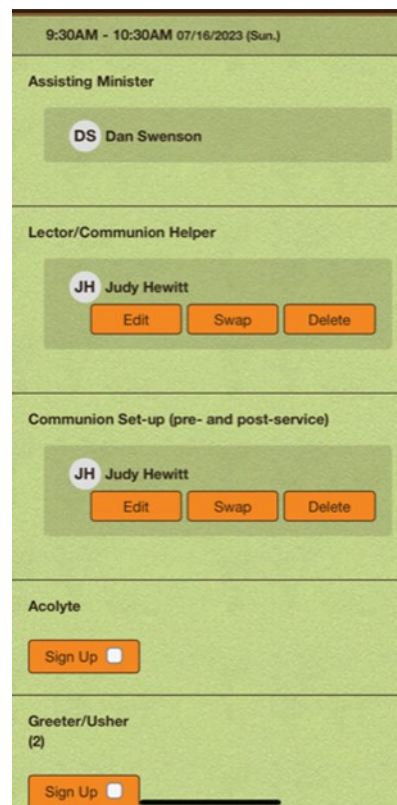 9:30AM - 10:30AM 07/16/2023 (Sun.)
Assisting Minister
DS Dan Swenson
Lector/Communion Helper
JH Judy Hewitt
Edit Swap Delete
Communion Set-up (pre- and post-service)
JH Judy Hewitt
Edit Swap Delete
Acolyte
Sign Up
Greeter/Usher
(2)
Sign Up